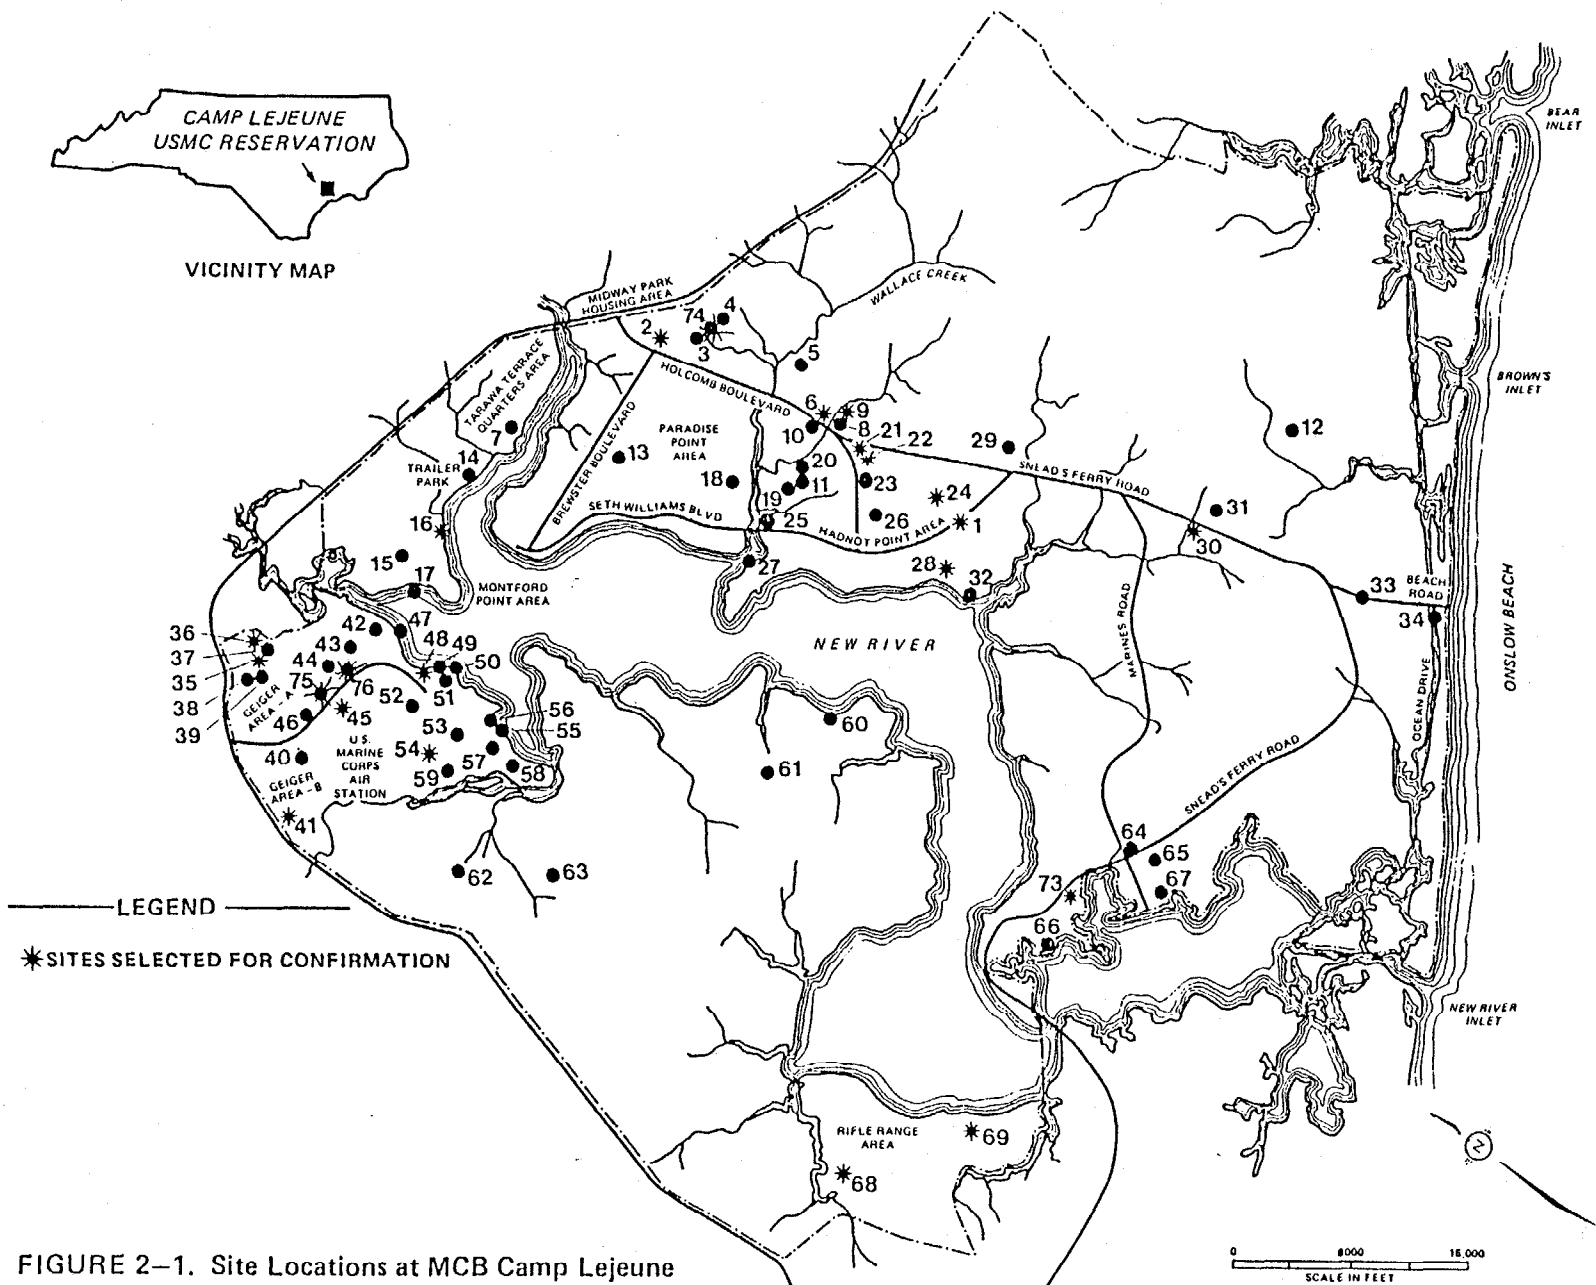 CAMP LEJEUNE
USMC RESERVATION
VICINITY MAP
BEAR
INLET
MIDWAY PARK
HOUSING AREA
WALLACE CREEK
74
4
2
3
5
TARAWA TERRACE
QUARTERS AREA
HOLCOMB BOULEVARD
BROWN'S
INLET
6
9
10
8
21
22
29
12
7
PARADISE
POINT
AREA
BREWSTER BOULEVARD
13
14
TRAILER
PARK
18
20
19
11
23
24
SNEAD'S FERRY ROAD
31
SETH WILLIAMS BLVD
25
26
HADNOT POINT AREA
1
30
16
15
17
27
28
32
MONTFORD
POINT AREA
33
BEACH
ROAD
34
ONSLOW BEACH
MARINES ROAD
NEW RIVER
OCEAN DRIVE
36
37
35
38
39
42
47
43
48
49
44
50
75
76
51
52
GEIGER
AREA - A
46
45
53
56
55
60
U.S.
MARINE
CORPS
AIR
STATION
54
57
59
58
61
40
GEIGER
AREA - B
41
SNEAD'S FERRY ROAD
64
65
67
73
66
62
63
LEGEND
SITES SELECTED FOR CONFIRMATION
NEW RIVER
INLET
RIFLE RANGE
AREA
69
68
N
0 8000 16,000
SCALE IN FEET
FIGURE 2-1. Site Locations at MCB Camp Lejeune